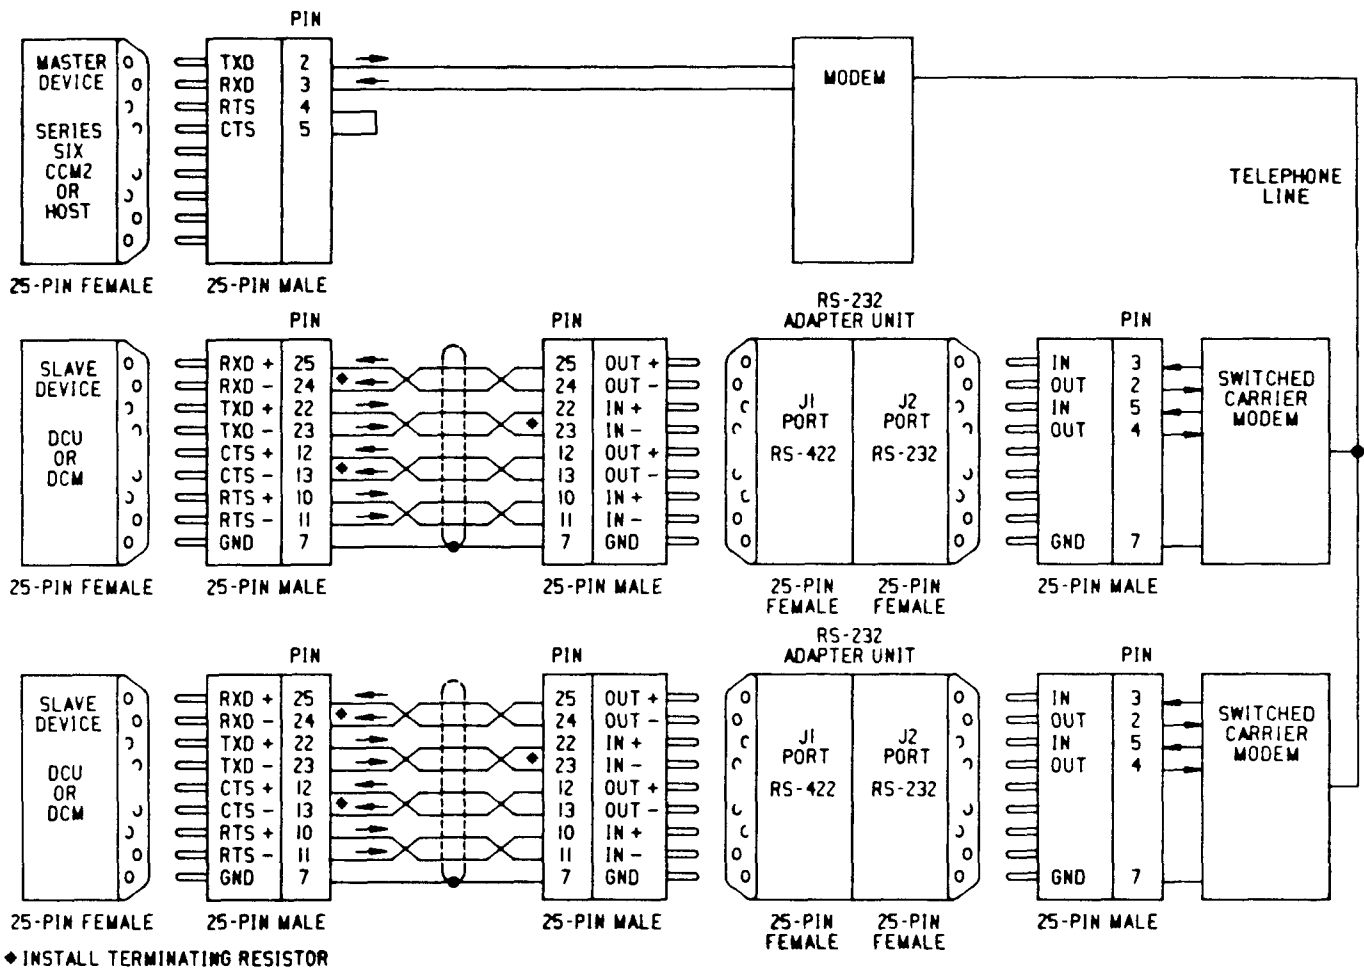 PIN
MASTER DEVICE
SERIES SIX CCM2 OR HOST
TXD 2
RXD 3
RTS 4
CTS 5
MODEM
TELEPHONE LINE
25-PIN FEMALE
25-PIN MALE
PIN
PIN
RS-232 ADAPTER UNIT
PIN
SLAVE DEVICE
DCU OR DCM
RXD + 25
RXD - 24
TXD + 22
TXD - 23
CTS + 12
CTS - 13
RTS + 10
RTS - 11
GND 7
25 OUT +
24 OUT -
22 IN +
23 IN -
12 OUT +
13 OUT -
10 IN +
11 IN -
7 GND
J1 PORT RS-422
J2 PORT RS-232
IN 3
OUT 2
IN 5
OUT 4
GND 7
SWITCHED CARRIER MODEM
25-PIN FEMALE
25-PIN MALE
25-PIN MALE
25-PIN FEMALE
25-PIN FEMALE
25-PIN MALE
PIN
PIN
RS-232 ADAPTER UNIT
PIN
SLAVE DEVICE
DCU OR DCM
RXD + 25
RXD - 24
TXD + 22
TXD - 23
CTS + 12
CTS - 13
RTS + 10
RTS - 11
GND 7
25 OUT +
24 OUT -
22 IN +
23 IN -
12 OUT +
13 OUT -
10 IN +
11 IN -
7 GND
J1 PORT RS-422
J2 PORT RS-232
IN 3
OUT 2
IN 5
OUT 4
GND 7
SWITCHED CARRIER MODEM
25-PIN FEMALE
25-PIN MALE
25-PIN MALE
25-PIN FEMALE
25-PIN FEMALE
25-PIN MALE
◆ INSTALL TERMINATING RESISTOR